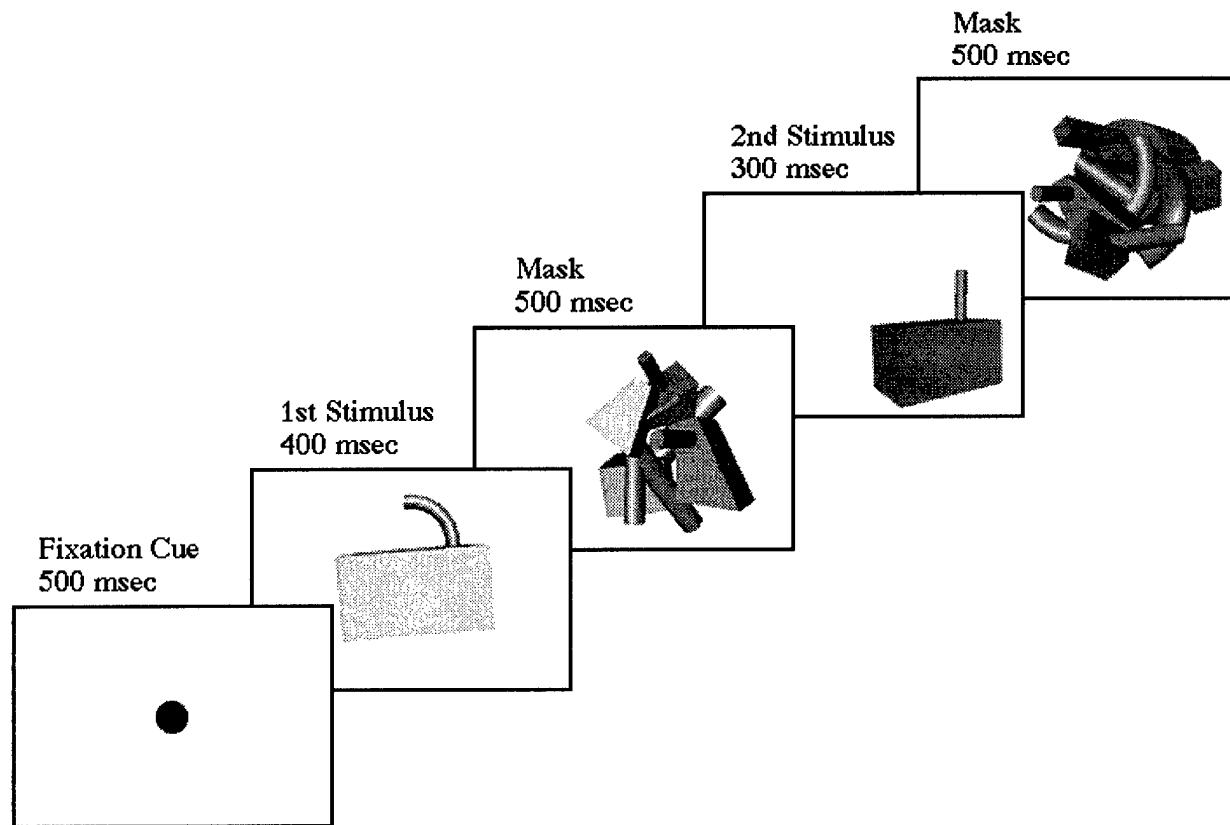 Fixation Cue
500 msec
1st Stimulus
400 msec
Mask
500 msec
2nd Stimulus
300 msec
Mask
500 msec